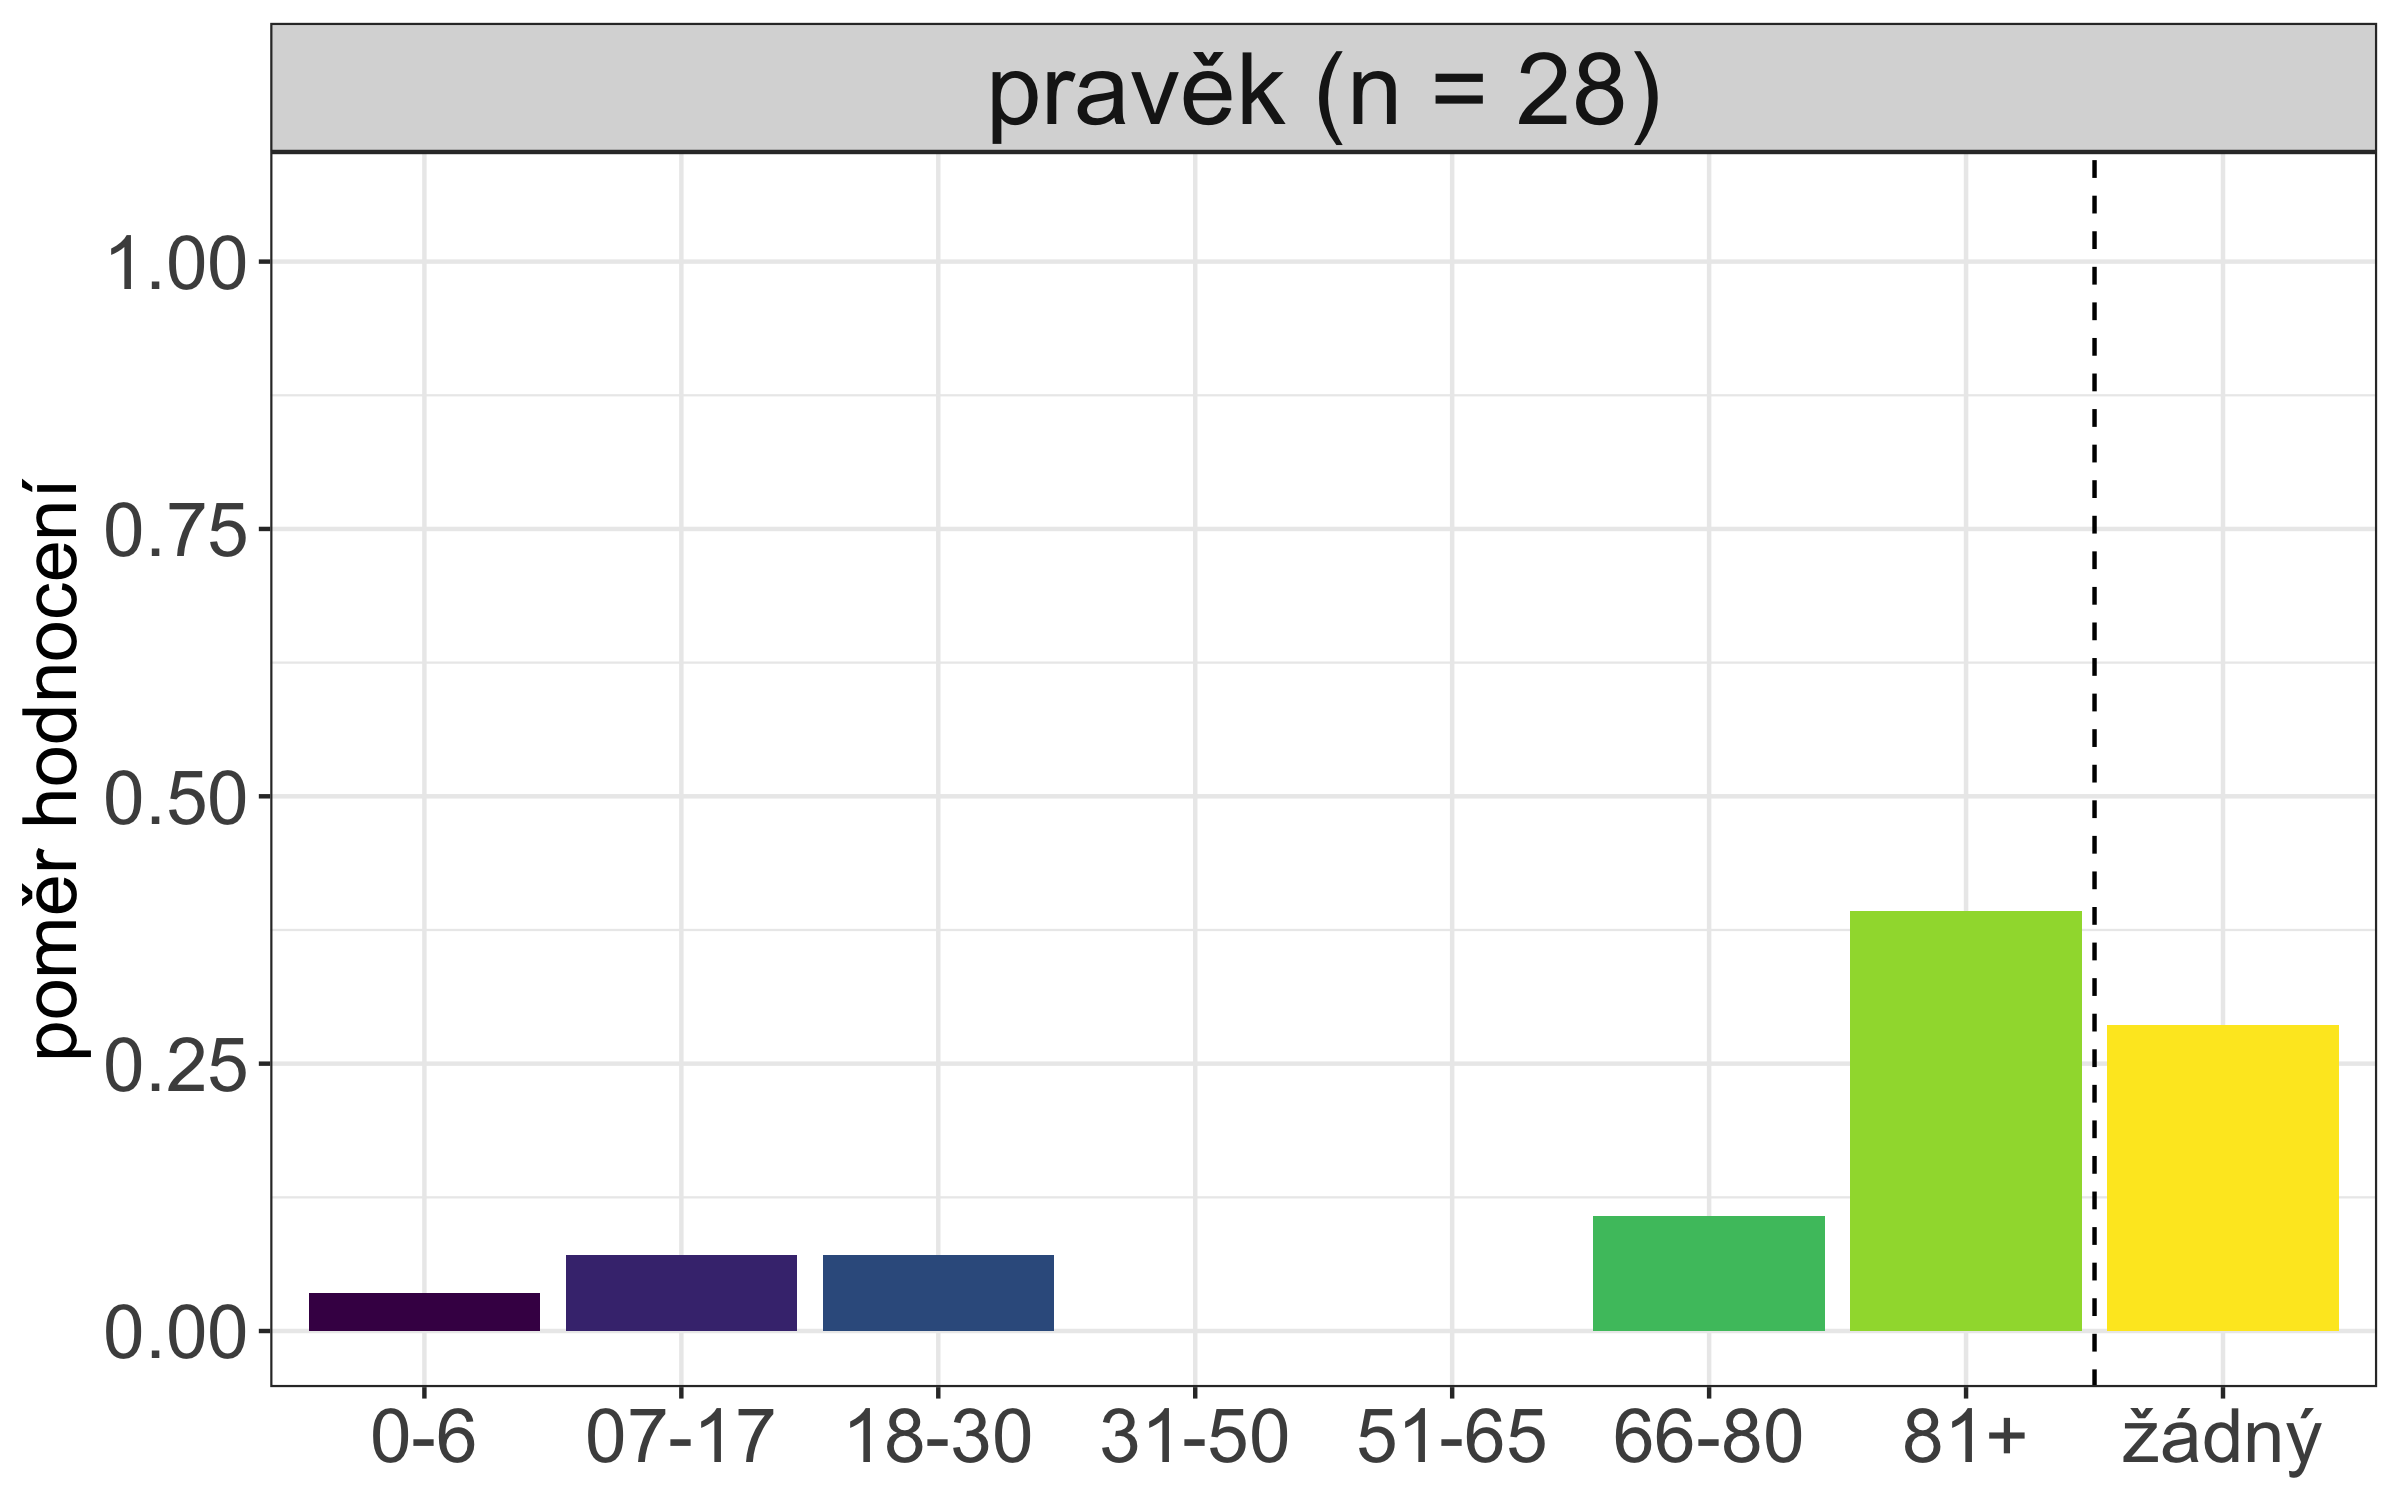 pravěk (n = 28)
poměr hodnocení
1.00
0.75
0.50
0.25
0.00
0-6 07-17 18-30 31-50 51-65 66-80 81+ žádný